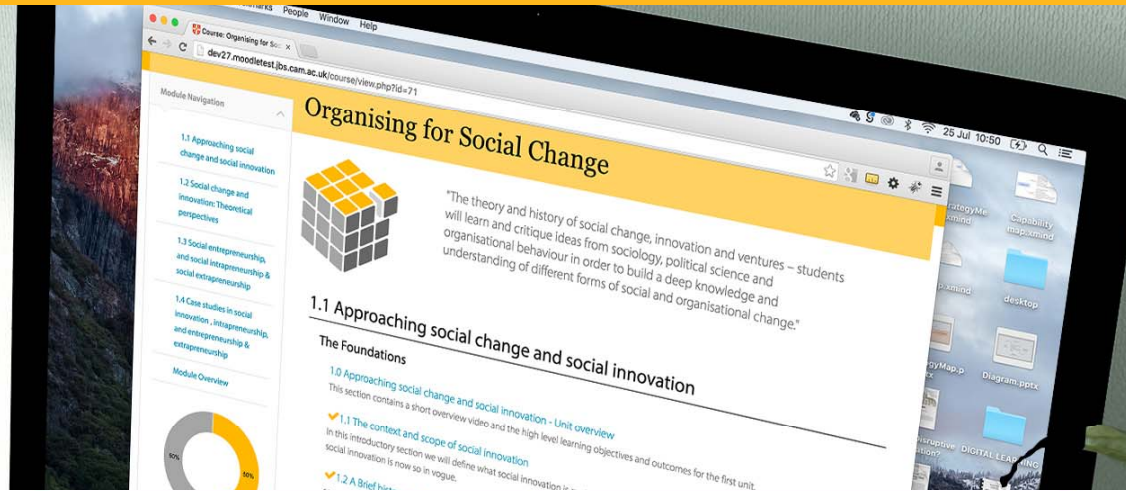 People Window Help
25 Jul 10:50
Course: Organising for Soc
dev27.moodletest.jbs.cam.ac.uk/course/view.php?id=71
Module Navigation
1.1 Approaching social
change and social innovation
1.2 Social change and
innovation: Theoretical
perspectives
1.3 Social entrepreneurship,
and social intrapreneurship &
social extrapreneurship
1.4 Case studies in social
innovation , intrapreneurship,
and entrepreneurship &
extrapreneurship
Module Overview
50%
50%
Organising for Social Change
"The theory and history of social change, innovation and ventures – students
will learn and critique ideas from sociology, political science and
organisational behaviour in order to build a deep knowledge and
understanding of different forms of social and organisational change."
1.1 Approaching social change and social innovation
The Foundations
1.0 Approaching social change and social innovation - Unit overview
This section contains a short overview video and the high level learning objectives and outcomes for the first unit.
1.1 The context and scope of social innovation
In this introductory section we will define what social innovation is
social innovation is now so in vogue.
1.2 A Brief
Capability
map.xmind
desktop
Diagram.pptx
DIGITAL LEARNING